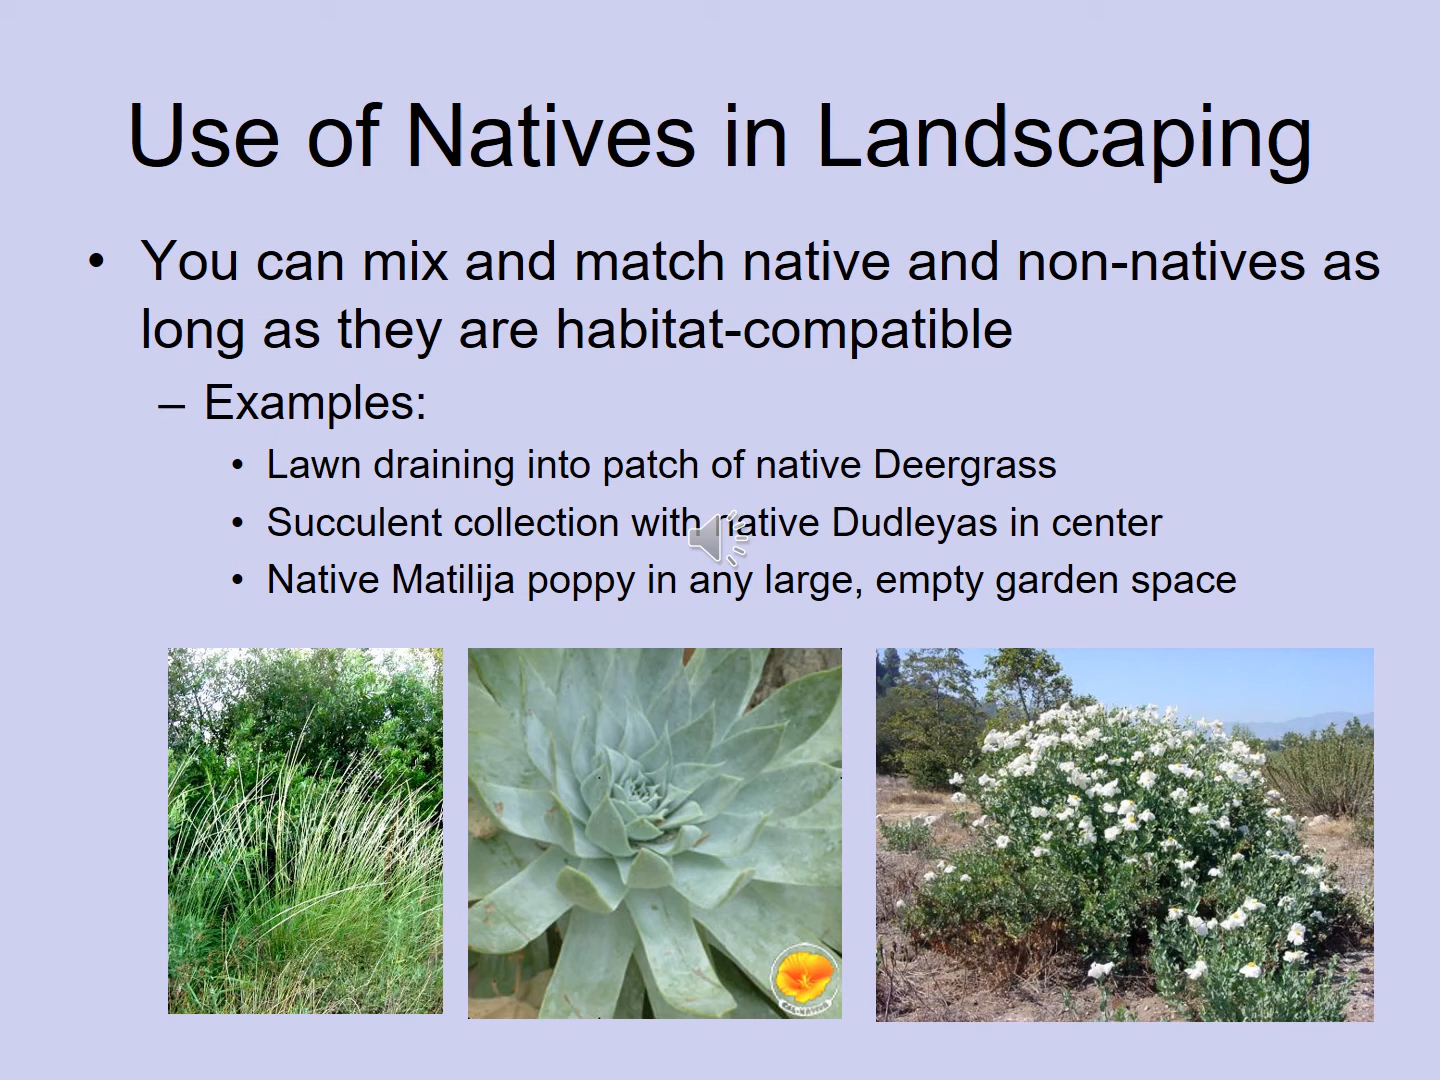 Use of Natives in Landscaping
• You can mix and match native and non-natives as
long as they are habitat-compatible
– Examples:
• Lawn draining into patch of native Deergrass
• Succulent collection with native Dudleyas in center
• Native Matilija poppy in any large, empty garden space